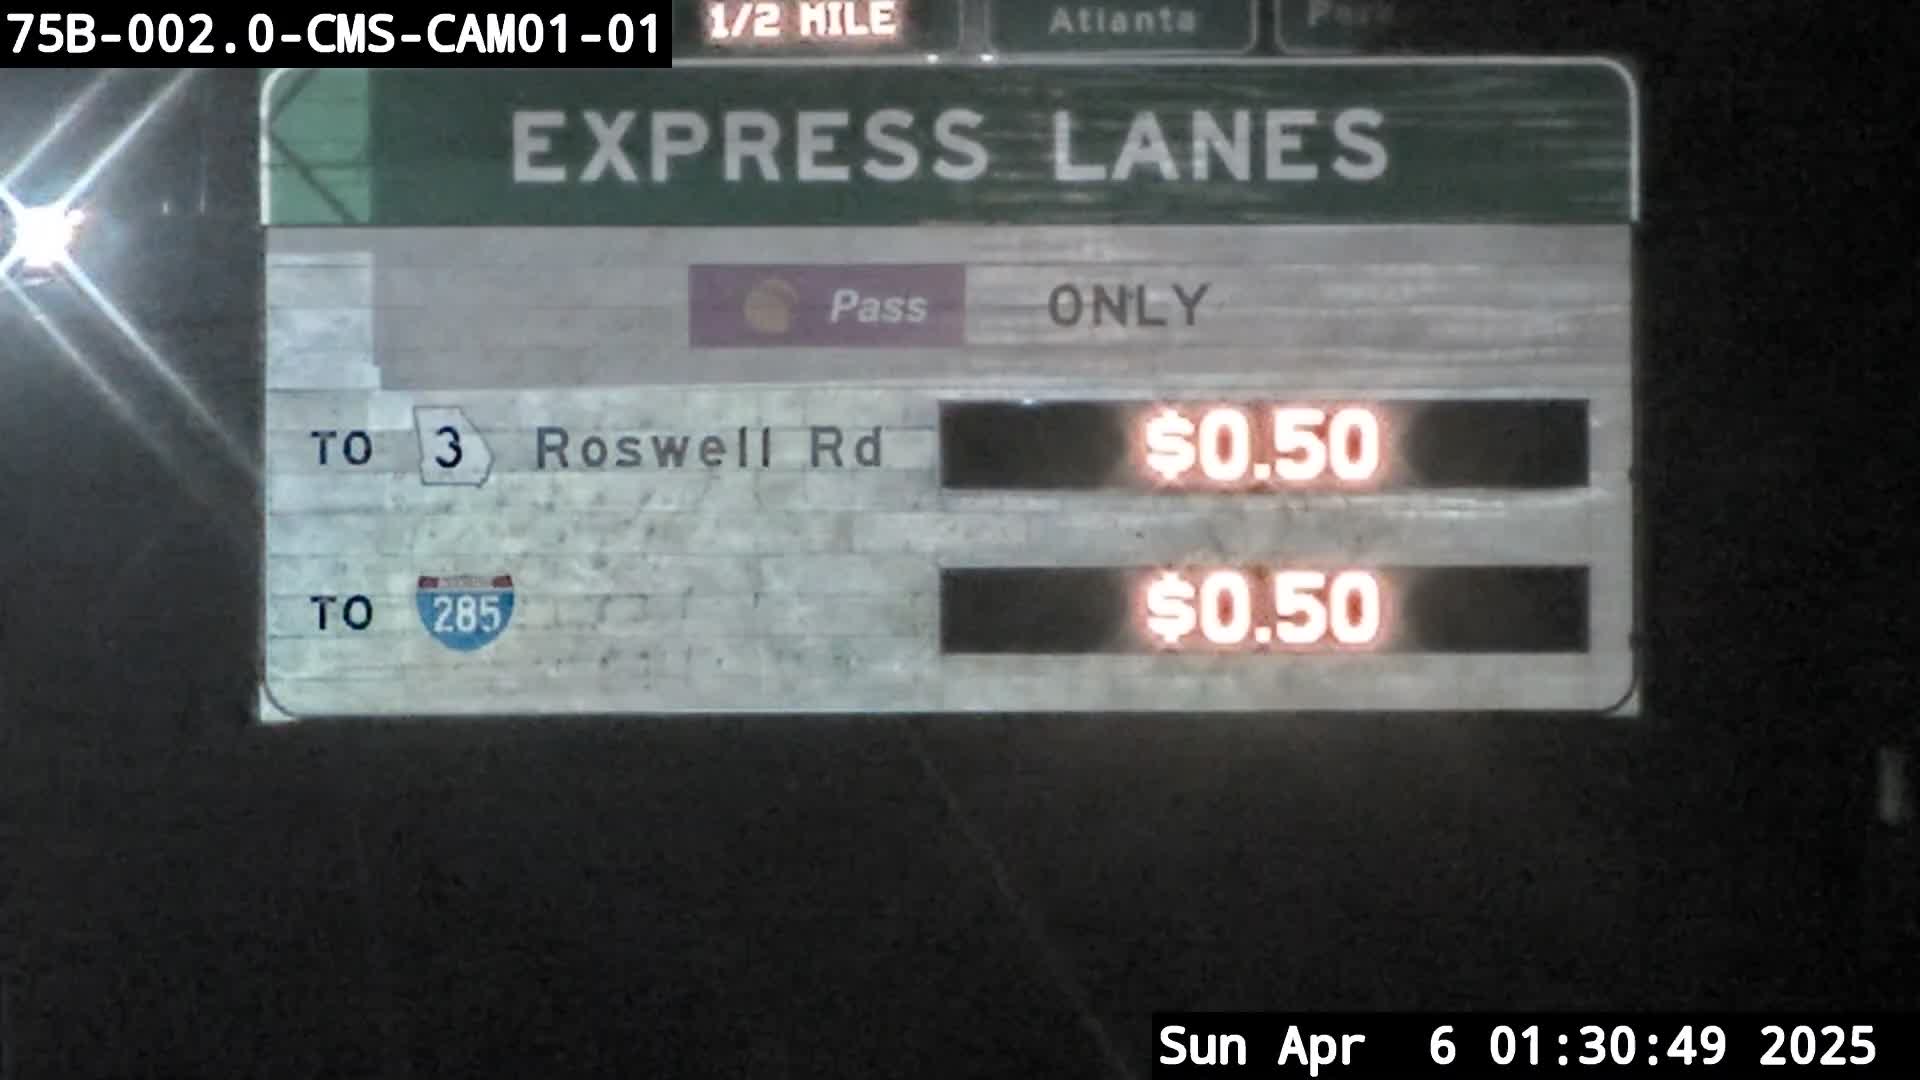 75B-002.0-CMS-CAM01-01
1/2 MILE
Atlanta
EXPRESS LANES
Pass ONLY
TO 3 Roswell Rd $0.50
TO 285 $0.50
Sun Apr 6 01:30:49 2025